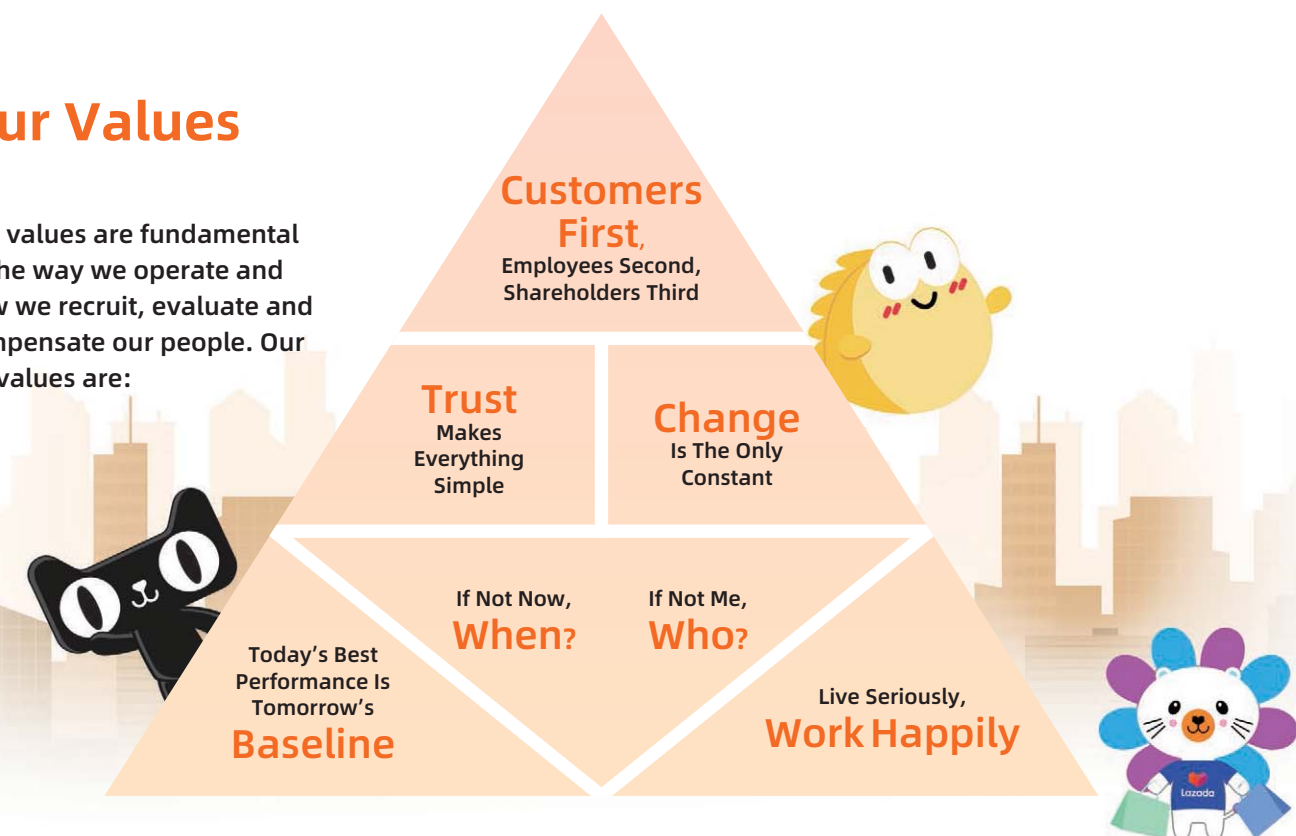 ur Values
values are fundamental
he way we operate and
w we recruit, evaluate and
mpensate our people. Our
values are:
Customers
First,
Employees Second,
Shareholders Third
Trust
Makes
Everything
Simple
Change
Is The Only
Constant
If Not Now,
When?
If Not Me,
Who?
Today's Best
Performance Is
Tomorrow's
Baseline
Live Seriously,
Work Happily
Lazada